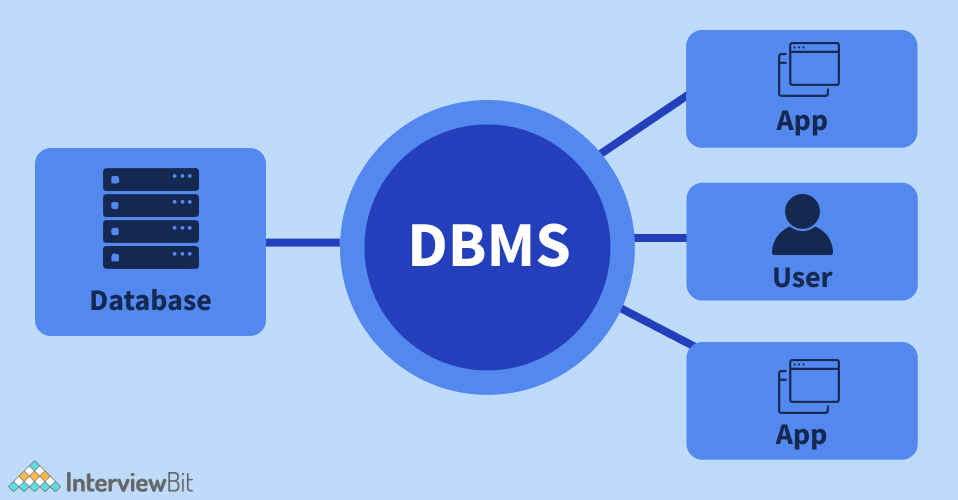 Database
DBMS
App
User
App
InterviewBit